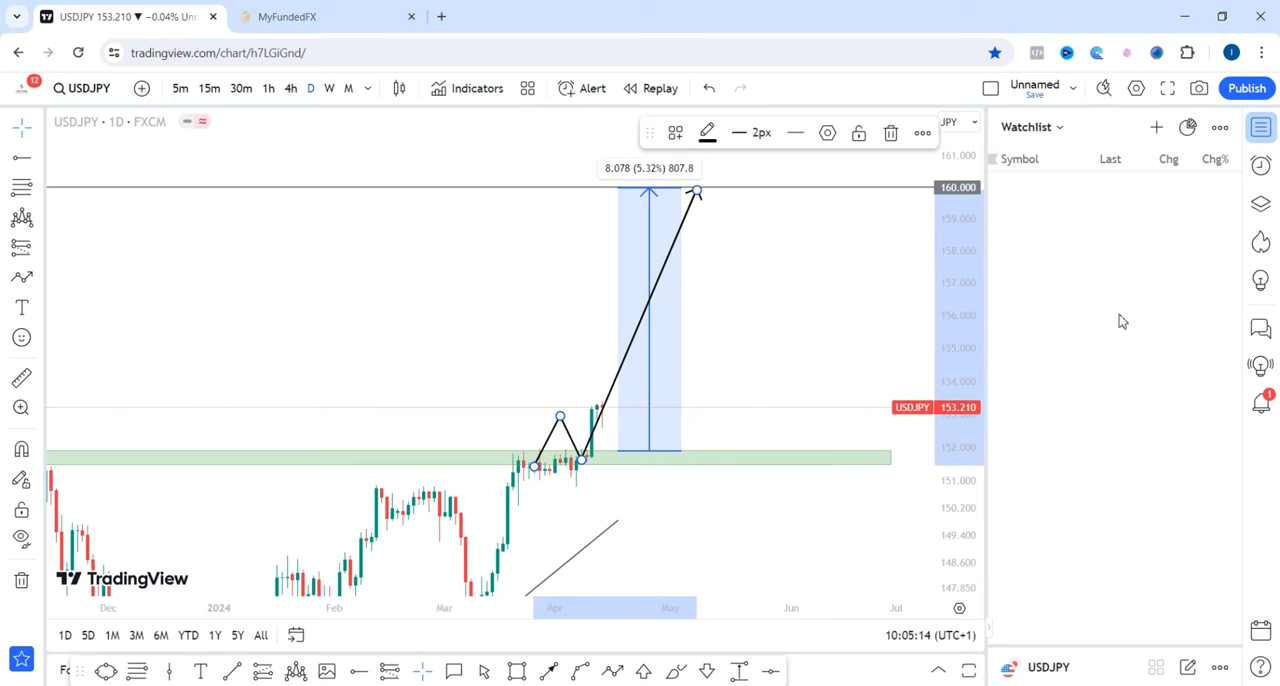 USDJPY 153.210 ▼ −0.04% Unn
MyFundedFX
tradingview.com/chart/h7LGiGnd/
12
USDJPY
5m 15m 30m 1h 4h D W M
Indicators
Alert
Replay
Unnamed
Save
Publish
USDJPY · 1D · FXCM
2px
JPY
Watchlist
Symbol Last Chg Chg%
8.078 (5.32%) 807.8
161.000
160.000
159.000
158.000
157.000
156.000
155.000
154.000
USDJPY 153.210
152.000
151.000
150.200
149.400
148.600
147.850
1
TradingView
Dec 2024 Feb Mar Apr May Jun Jul
1D 5D 1M 3M 6M YTD 1Y 5Y All
10:05:14 (UTC+1)
Fo
USDJPY